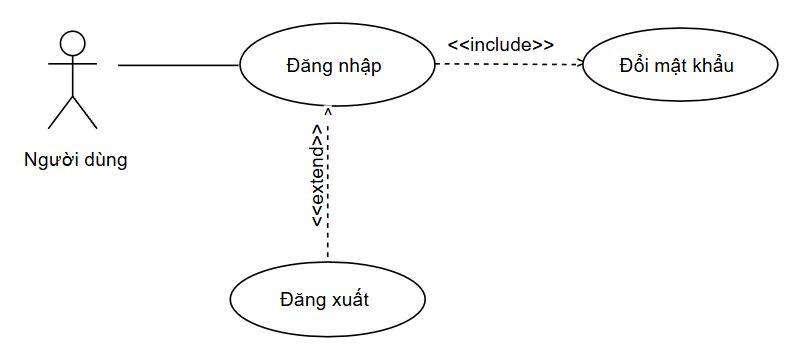 <<include>>
Đăng nhập
Đổi mật khẩu
Người dùng
<<extend>>
Đăng xuất